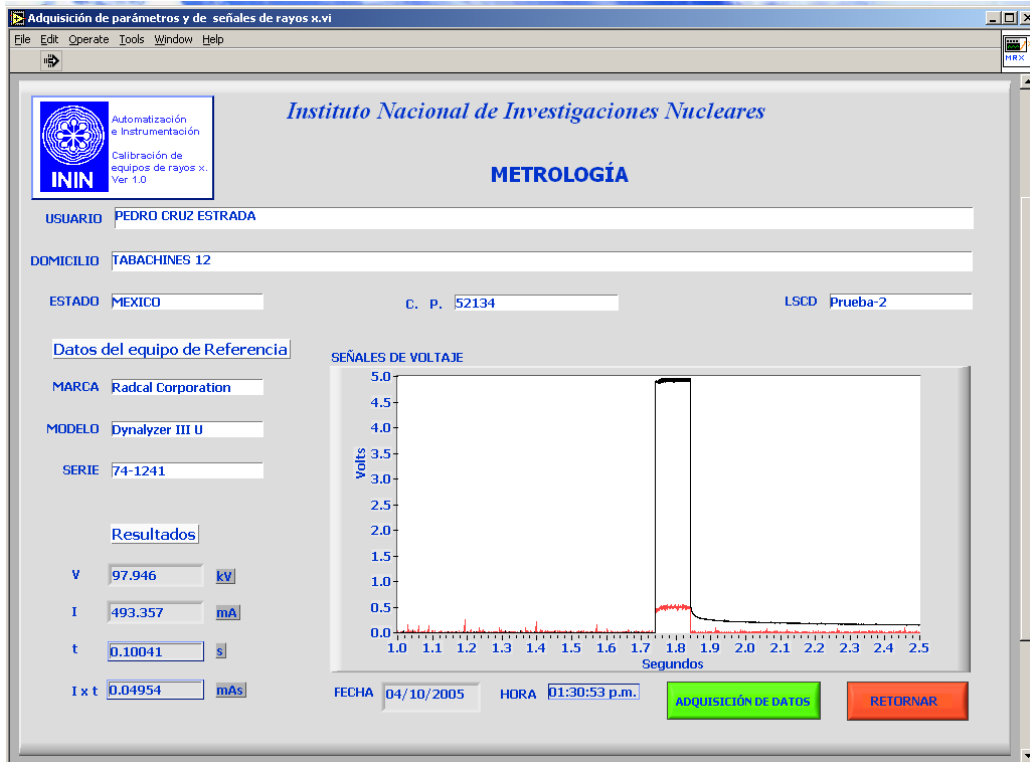 Adquisición de parámetros y de señales de rayos x.vi
File Edit Operate Tools Window Help
MRX
Automatización
e Instrumentación
Calibración de
equipos de rayos x.
Ver 1.0
ININ
Instituto Nacional de Investigaciones Nucleares
METROLOGÍA
USUARIO PEDRO CRUZ ESTRADA
DOMICILIO TABACHINES 12
ESTADO MEXICO C. P. 52134 LSCD Prueba-2
Datos del equipo de Referencia
MARCA Radcal Corporation
MODELO Dynalyzer III U
SERIE 74-1241
Resultados
V 97.946 kV
I 493.357 mA
t 0.10041 s
I x t 0.04954 mAs
SEÑALES DE VOLTAJE
Volts
5.0
4.5
4.0
3.5
3.0
2.5
2.0
1.5
1.0
0.5
0.0
1.0 1.1 1.2 1.3 1.4 1.5 1.6 1.7 1.8 1.9 2.0 2.1 2.2 2.3 2.4 2.5
Segundos
FECHA 04/10/2005 HORA 01:30:53 p.m. ADQUISICIÓN DE DATOS RETORNAR